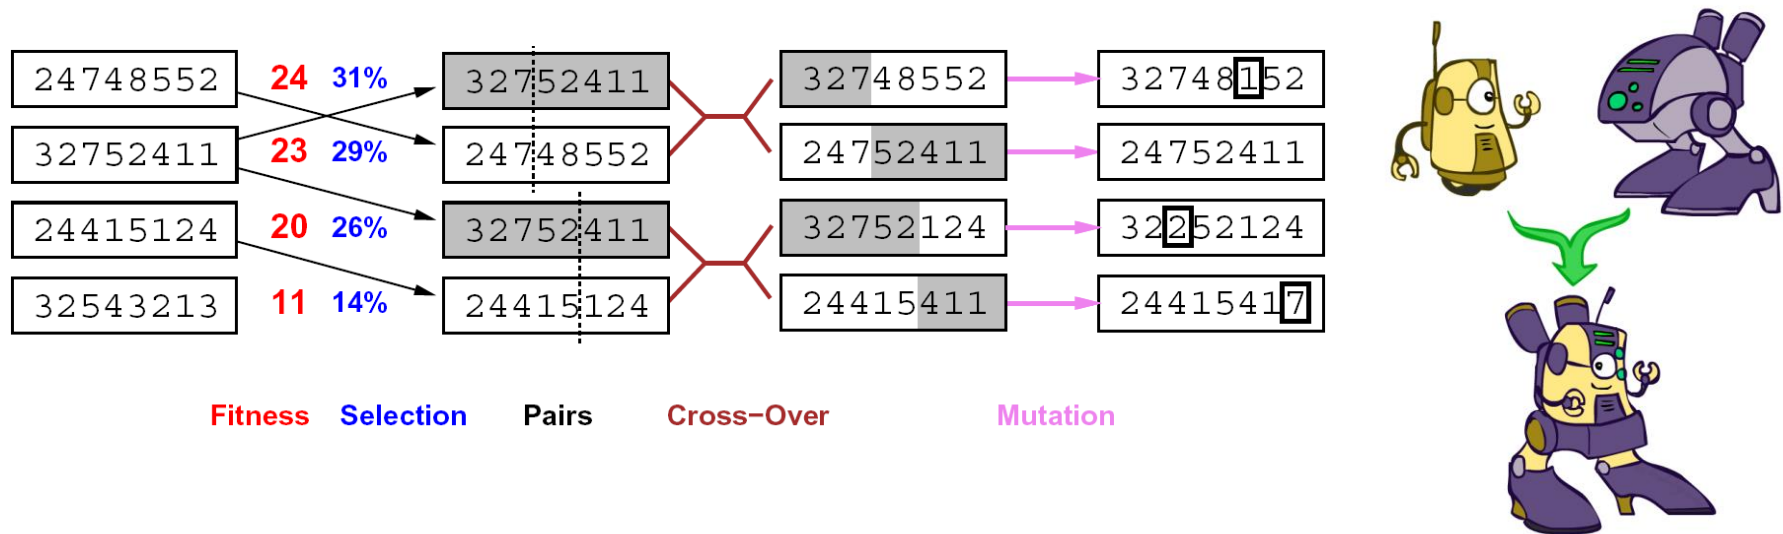 24748552 24 31% 32752411 32748552 32748152
32752411 23 29% 24748552 24752411 24752411
24415124 20 26% 32752411 32752124 32252124
32543213 11 14% 24415124 24415411 24415417
Fitness Selection Pairs Cross–Over Mutation